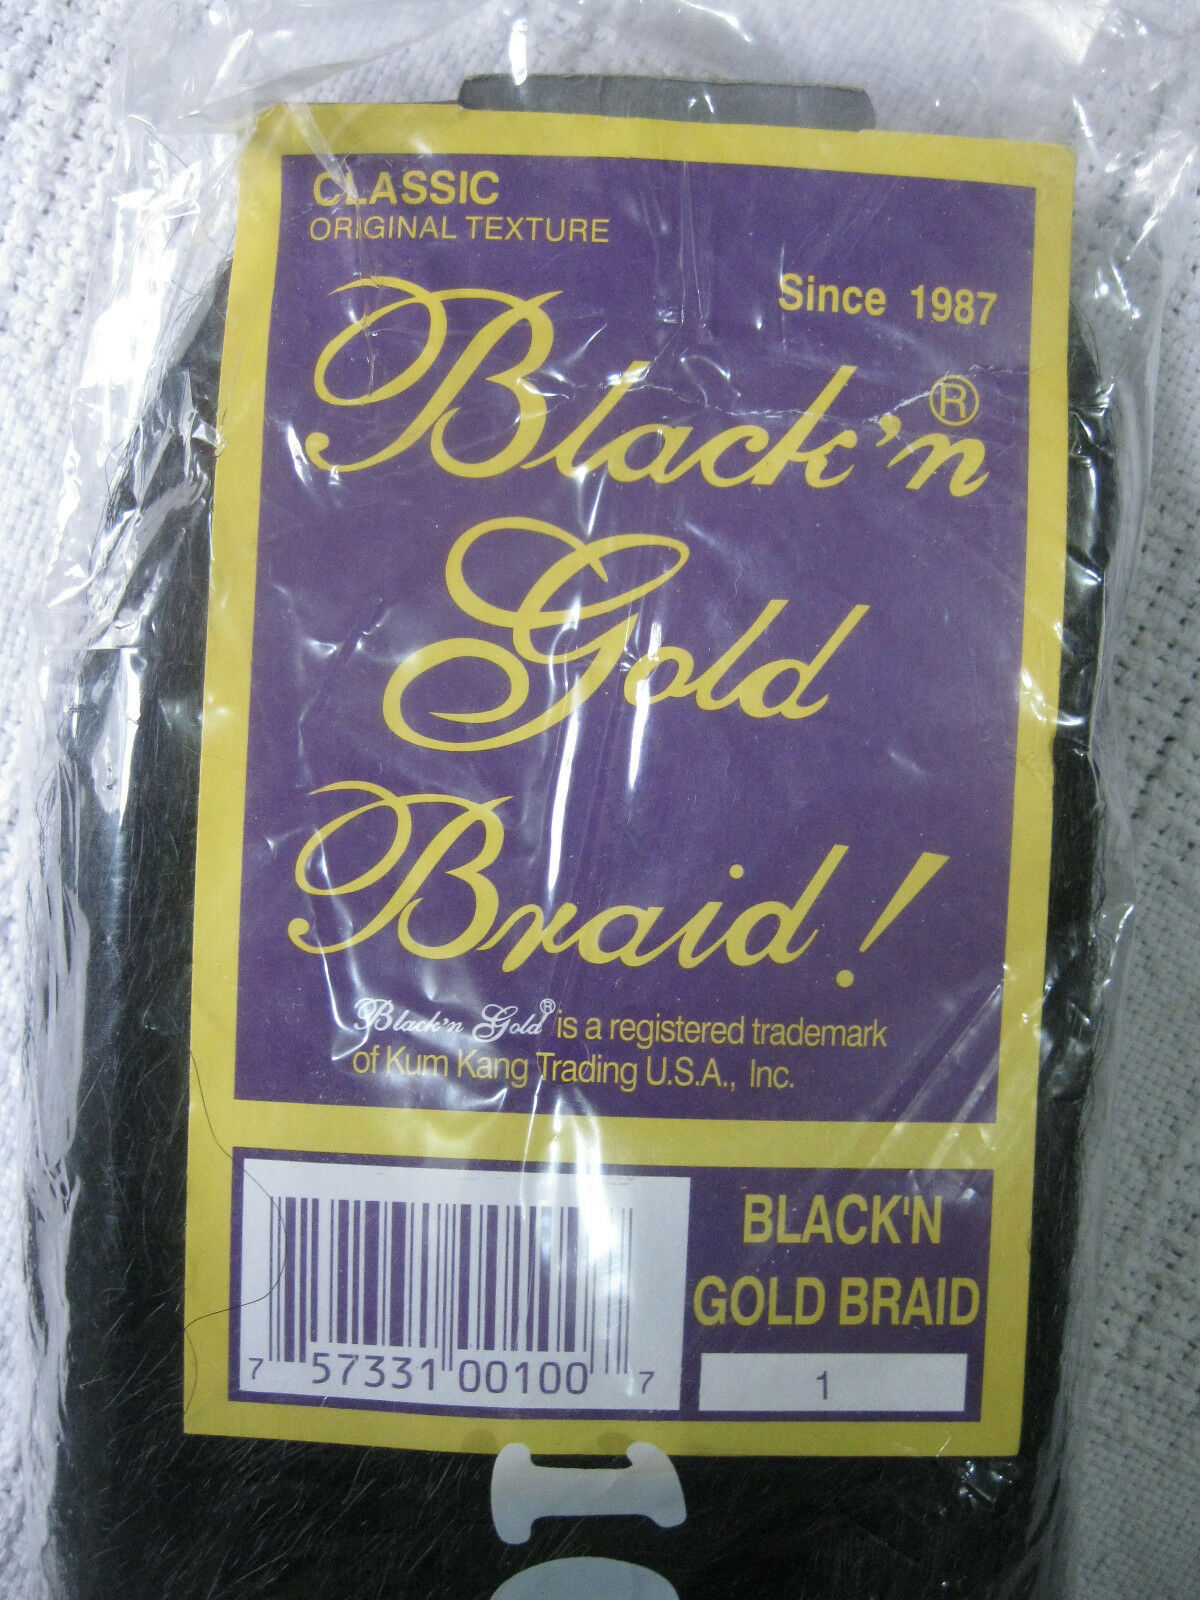 CLASSIC
ORIGINAL TEXTURE
Since 1987
Black'n®
Gold
Braid!
Black'n Gold® is a registered trademark
of Kum Kang Trading U.S.A., Inc.
BLACK'N
GOLD BRAID
1
7 57331 00100 7